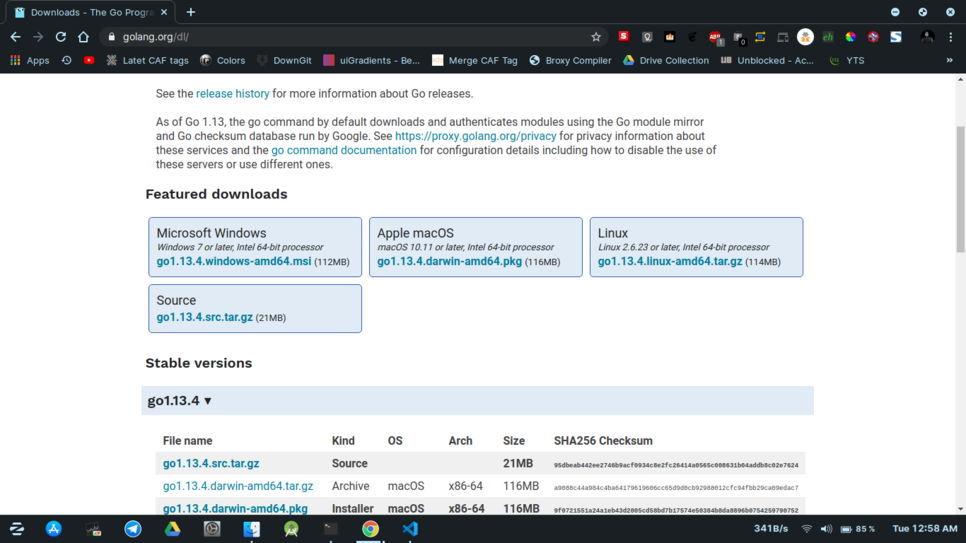 Downloads - The Go Progra
golang.org/dl/
Apps
Latet CAF tags
Colors
DownGit
uiGradients - Be...
Merge CAF Tag
Broxy Compiler
Drive Collection
Unblocked - Ac...
YTS
»
See the release history for more information about Go releases.
As of Go 1.13, the go command by default downloads and authenticates modules using the Go module mirror
and Go checksum database run by Google. See https://proxy.golang.org/privacy for privacy information about
these services and the go command documentation for configuration details including how to disable the use of
these servers or use different ones.
Featured downloads
Microsoft Windows
Windows 7 or later, Intel 64-bit processor
go1.13.4.windows-amd64.msi (112MB)
Apple macOS
macOS 10.11 or later, Intel 64-bit processor
go1.13.4.darwin-amd64.pkg (116MB)
Linux
Linux 2.6.23 or later, Intel 64-bit processor
go1.13.4.linux-amd64.tar.gz (114MB)
Source
go1.13.4.src.tar.gz (21MB)
Stable versions
go1.13.4 ▾
File name Kind OS Arch Size SHA256 Checksum
go1.13.4.src.tar.gz Source 21MB
go1.13.4.darwin-amd64.tar.gz Archive macOS x86-64 116MB
go1.13.4.darwin-amd64.pkg Installer macOS x86-64 116MB
341B/s 85 % Tue 12:58 AM